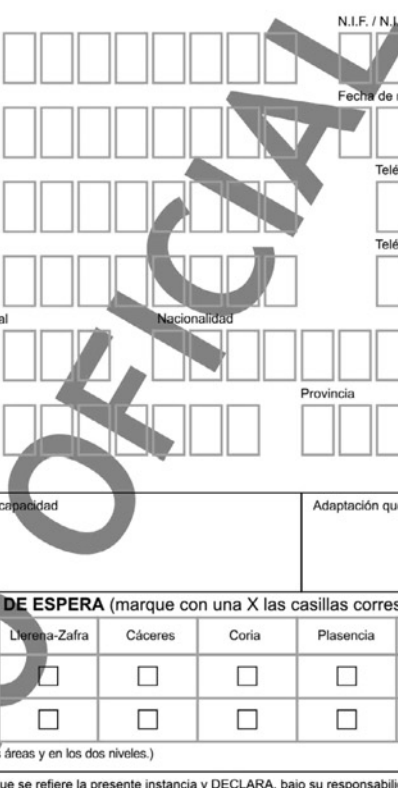 N.I.F. / N.I.
Fecha de
Telé
Telé
al Nacionalidad
Provincia
capacidad Adaptación que
DE ESPERA (marque con una X las casillas corres
Llerena-Zafra Cáceres Coria Plasencia
s áreas y en los dos niveles.)
que se refiere la presente instancia y DECLARA, bajo su responsabili
O OFICIAL